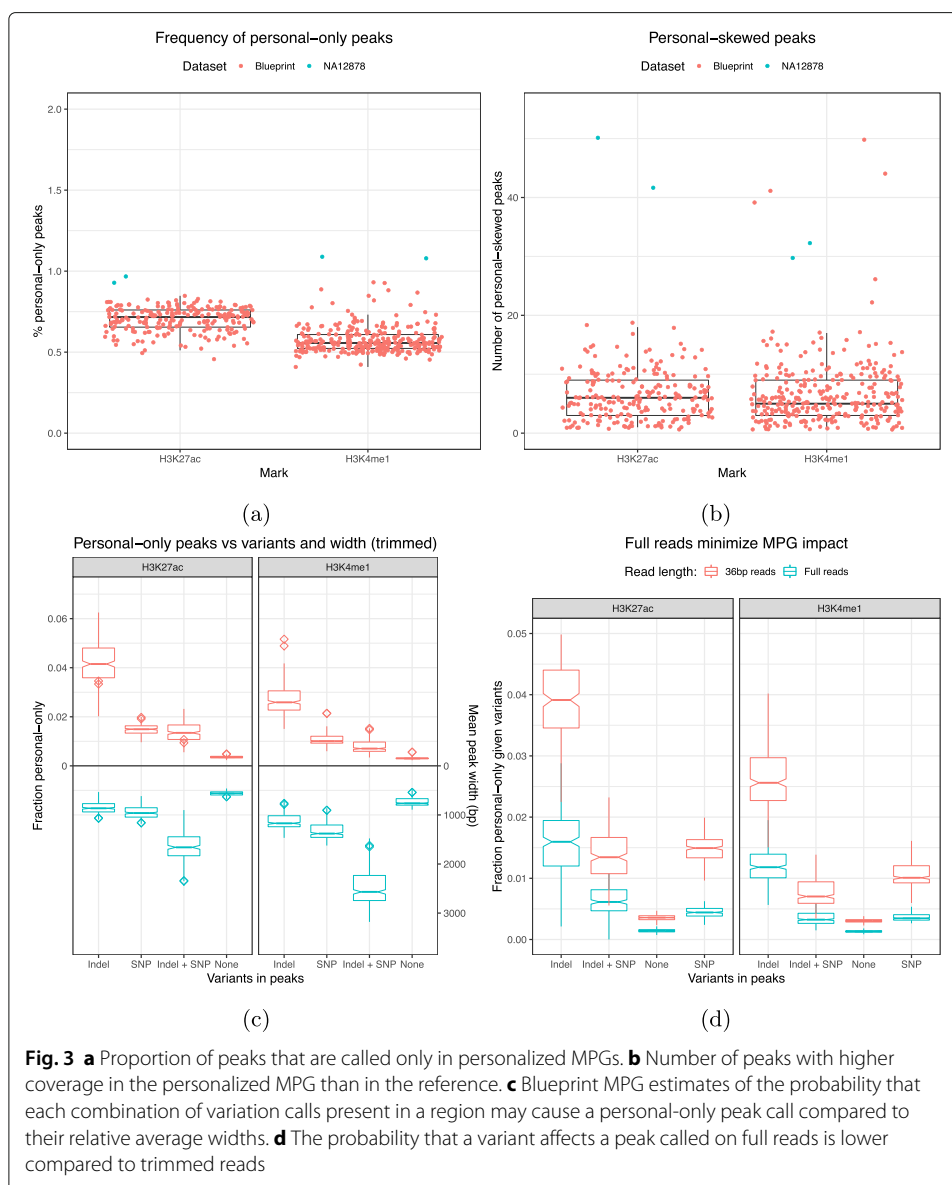 Frequency of personal−only peaks
Dataset Blueprint NA12878
% personal−only peaks
2.0
1.5
1.0
0.5
0.0
H3K27ac H3K4me1
Mark
(a)
Personal−skewed peaks
Dataset Blueprint NA12878
Number of personal−skewed peaks
40
20
0
H3K27ac H3K4me1
Mark
(b)
Personal−only peaks vs variants and width (trimmed)
H3K27ac H3K4me1
Fraction personal−only
0.06
0.04
0.02
0
0
1000
2000
3000
Mean peak width (bp)
Indel SNP Indel + SNP None Indel SNP Indel + SNP None
Variants in peaks
(c)
Full reads minimize MPG impact
Read length: 36bp reads Full reads
H3K27ac H3K4me1
Fraction personal−only given variants
0.05
0.04
0.03
0.02
0.01
0.00
Indel Indel + SNP None SNP Indel Indel + SNP None SNP
Variants in peaks
(d)
Fig. 3 a Proportion of peaks that are called only in personalized MPGs. b Number of peaks with higher
coverage in the personalized MPG than in the reference. c Blueprint MPG estimates of the probability that
each combination of variation calls present in a region may cause a personal-only peak call compared to
their relative average widths. d The probability that a variant affects a peak called on full reads is lower
compared to trimmed reads